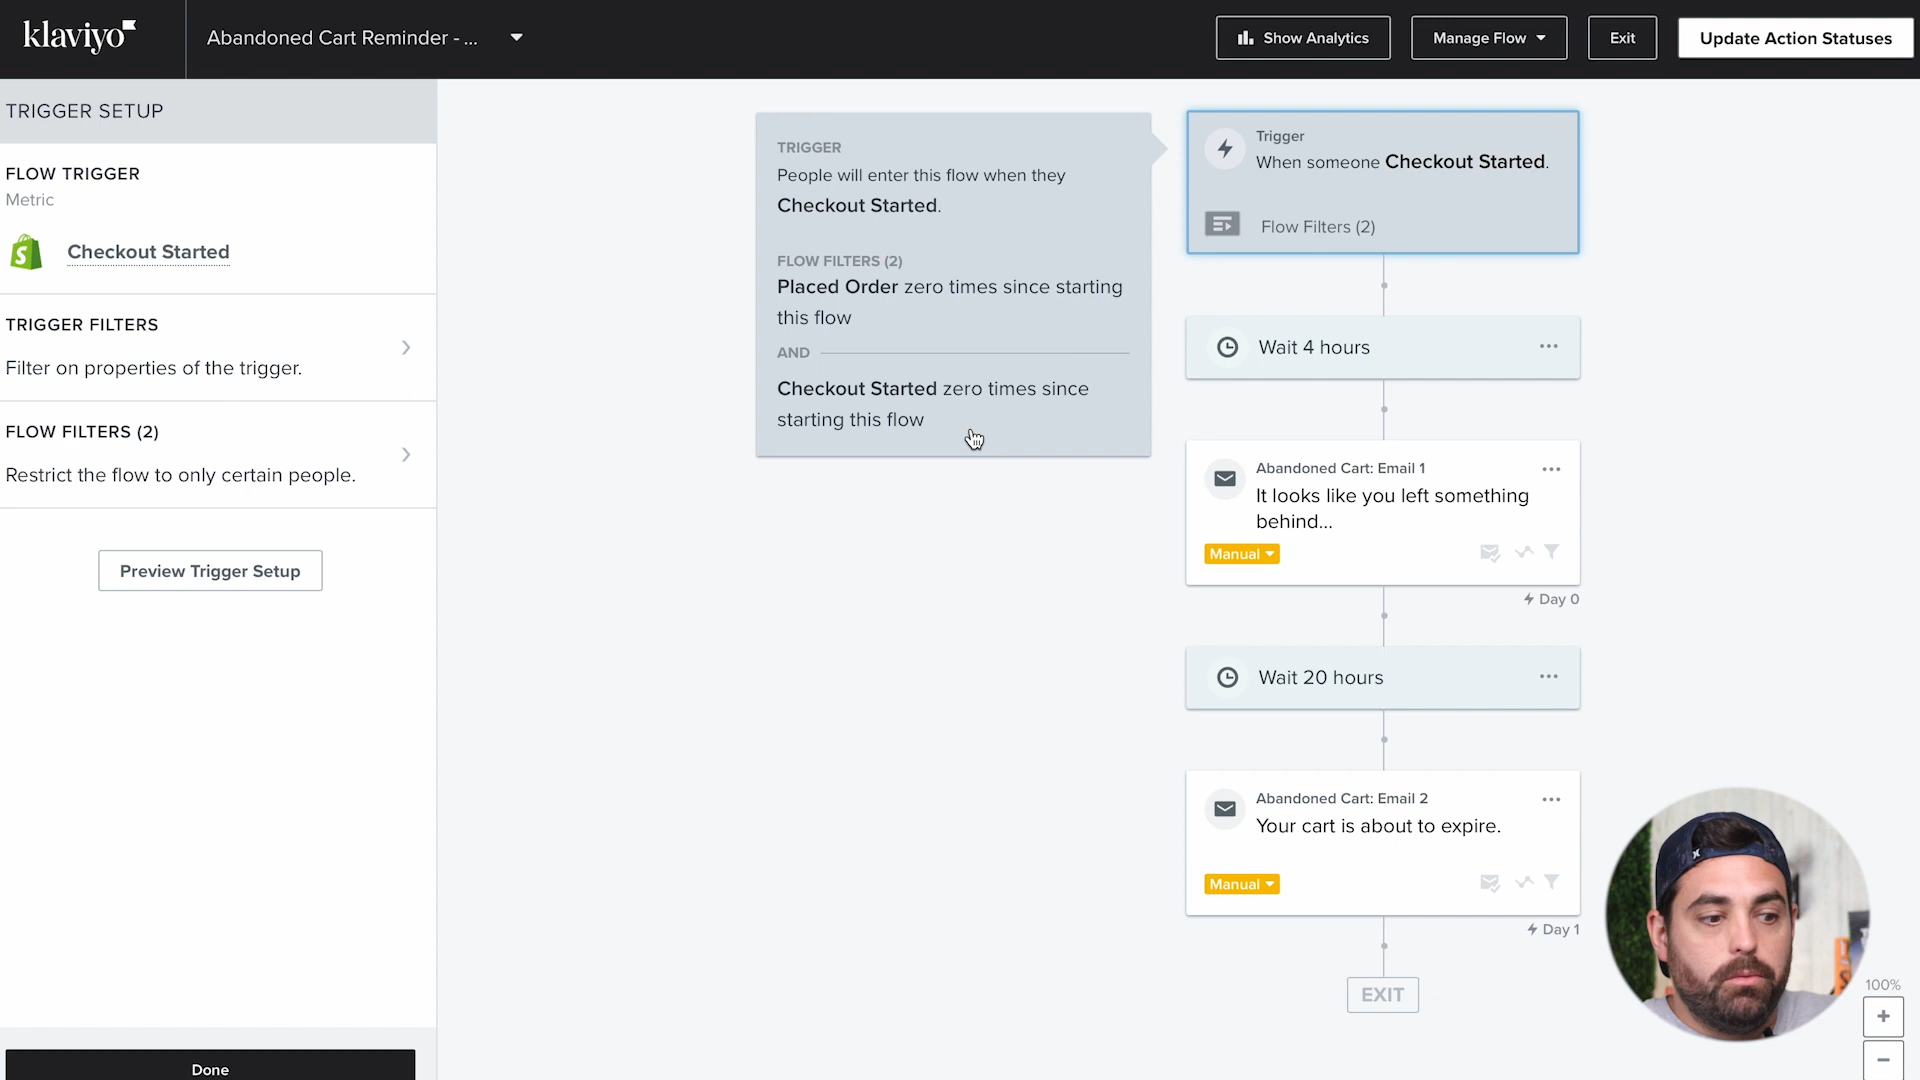 klaviyo
Abandoned Cart Reminder - ...
Show Analytics
Manage Flow
Exit
Update Action Statuses
TRIGGER SETUP
FLOW TRIGGER
Metric
Checkout Started
TRIGGER FILTERS
Filter on properties of the trigger.
FLOW FILTERS (2)
Restrict the flow to only certain people.
Preview Trigger Setup
Done
TRIGGER
People will enter this flow when they
Checkout Started.
FLOW FILTERS (2)
Placed Order zero times since starting
this flow
AND
Checkout Started zero times since
starting this flow
Trigger
When someone Checkout Started.
Flow Filters (2)
Wait 4 hours
Abandoned Cart: Email 1
It looks like you left something
behind...
Manual
Day 0
Wait 20 hours
Abandoned Cart: Email 2
Your cart is about to expire.
Manual
Day 1
EXIT
100%
+
−